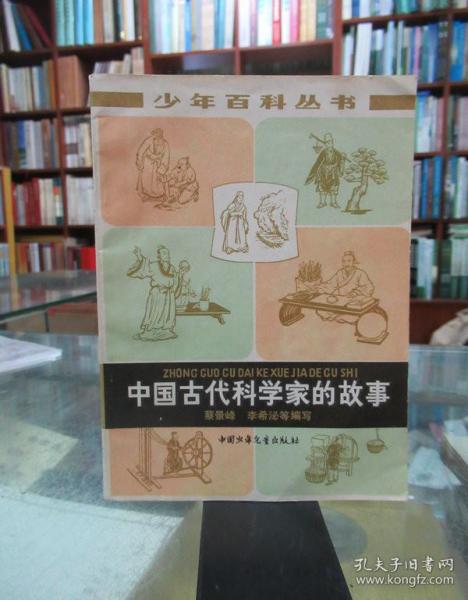 少年百科丛书
ZHONG GUO GU DAI KE XUE JIA DE GU SHI
中国古代科学家的故事
蔡景峰 李希泌等编写
中国少年儿童出版社
孔夫子旧书网
www.kongfz.com